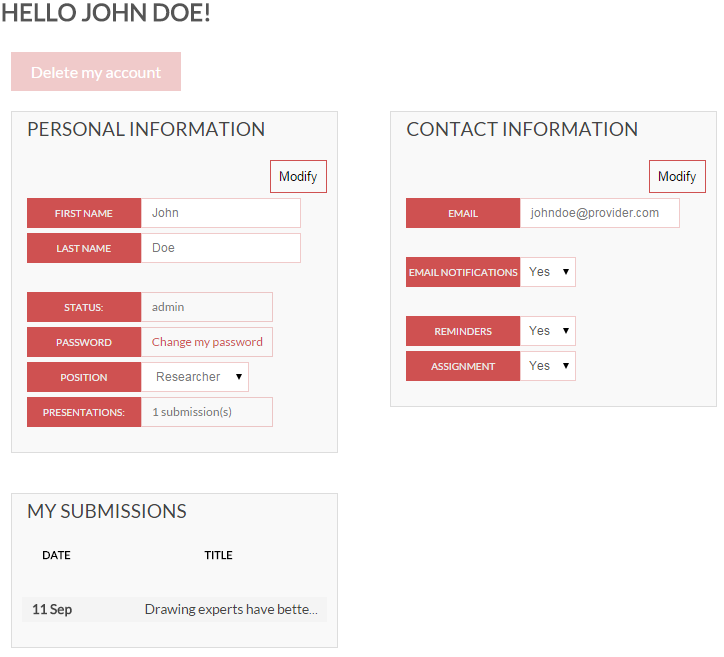 HELLO JOHN DOE!
Delete my account
PERSONAL INFORMATION
Modify
FIRST NAME John
LAST NAME Doe
STATUS: admin
PASSWORD Change my password
POSITION Researcher
PRESENTATIONS: 1 submission(s)
CONTACT INFORMATION
Modify
EMAIL johndoe@provider.com
EMAIL NOTIFICATIONS Yes
REMINDERS Yes
ASSIGNMENT Yes
MY SUBMISSIONS
DATE TITLE
11 Sep Drawing experts have bette...